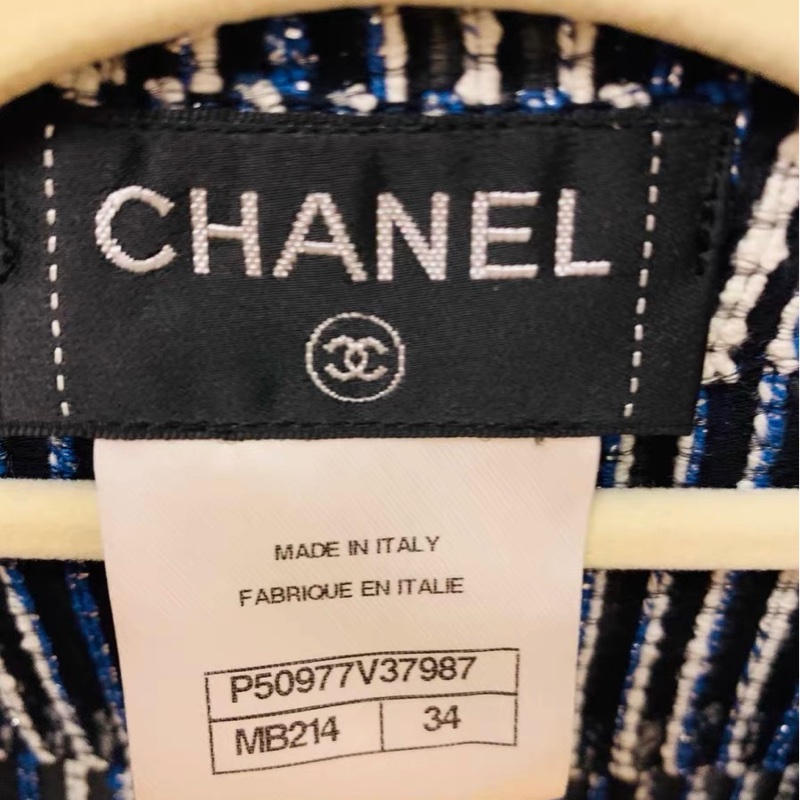 CHANEL
MADE IN ITALY
FABRIQUE EN ITALIE
P50977V37987
MB214 34